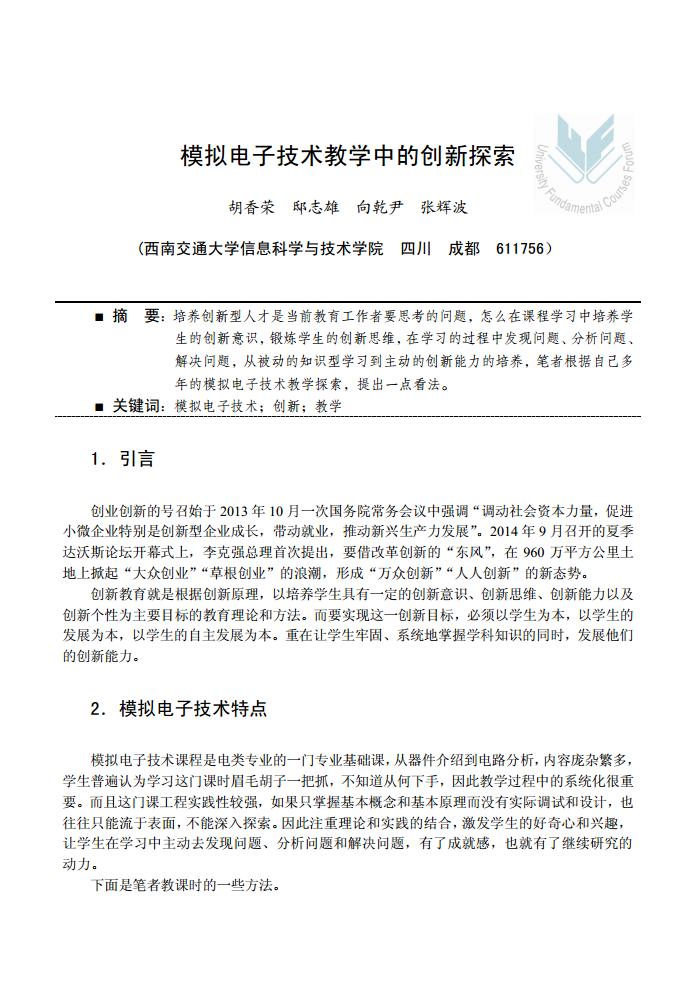 模拟电子技术教学中的创新探索
University Fundamental Courses Forum
胡香荣 邸志雄 向乾尹 张辉波
(西南交通大学信息科学与技术学院 四川 成都 611756)
■ 摘 要：培养创新型人才是当前教育工作者要思考的问题，怎么在课程学习中培养学
生的创新意识，锻炼学生的创新思维，在学习的过程中发现问题、分析问题、
解决问题，从被动的知识型学习到主动的创新能力的培养，笔者根据自己多
年的模拟电子技术教学探索，提出一点看法。
■ 关键词：模拟电子技术；创新；教学
1．引言
创业创新的号召始于 2013 年 10 月一次国务院常务会议中强调“调动社会资本力量，促进
小微企业特别是创新型企业成长，带动就业，推动新兴生产力发展”。2014 年 9 月召开的夏季
达沃斯论坛开幕式上，李克强总理首次提出，要借改革创新的“东风”，在 960 万平方公里土
地上掀起“大众创业”“草根创业”的浪潮，形成“万众创新”“人人创新”的新态势。
创新教育就是根据创新原理，以培养学生具有一定的创新意识、创新思维、创新能力以及
创新个性为主要目标的教育理论和方法。而要实现这一创新目标，必须以学生为本，以学生的
发展为本，以学生的自主发展为本。重在让学生牢固、系统地掌握学科知识的同时，发展他们
的创新能力。
2．模拟电子技术特点
模拟电子技术课程是电类专业的一门专业基础课，从器件介绍到电路分析，内容庞杂繁多，
学生普遍认为学习这门课时眉毛胡子一把抓，不知道从何下手，因此教学过程中的系统化很重
要。而且这门课工程实践性较强，如果只掌握基本概念和基本原理而没有实际调试和设计，也
往往只能流于表面，不能深入探索。因此注重理论和实践的结合，激发学生的好奇心和兴趣，
让学生在学习中主动去发现问题、分析问题和解决问题，有了成就感，也就有了继续研究的
动力。
下面是笔者教课时的一些方法。